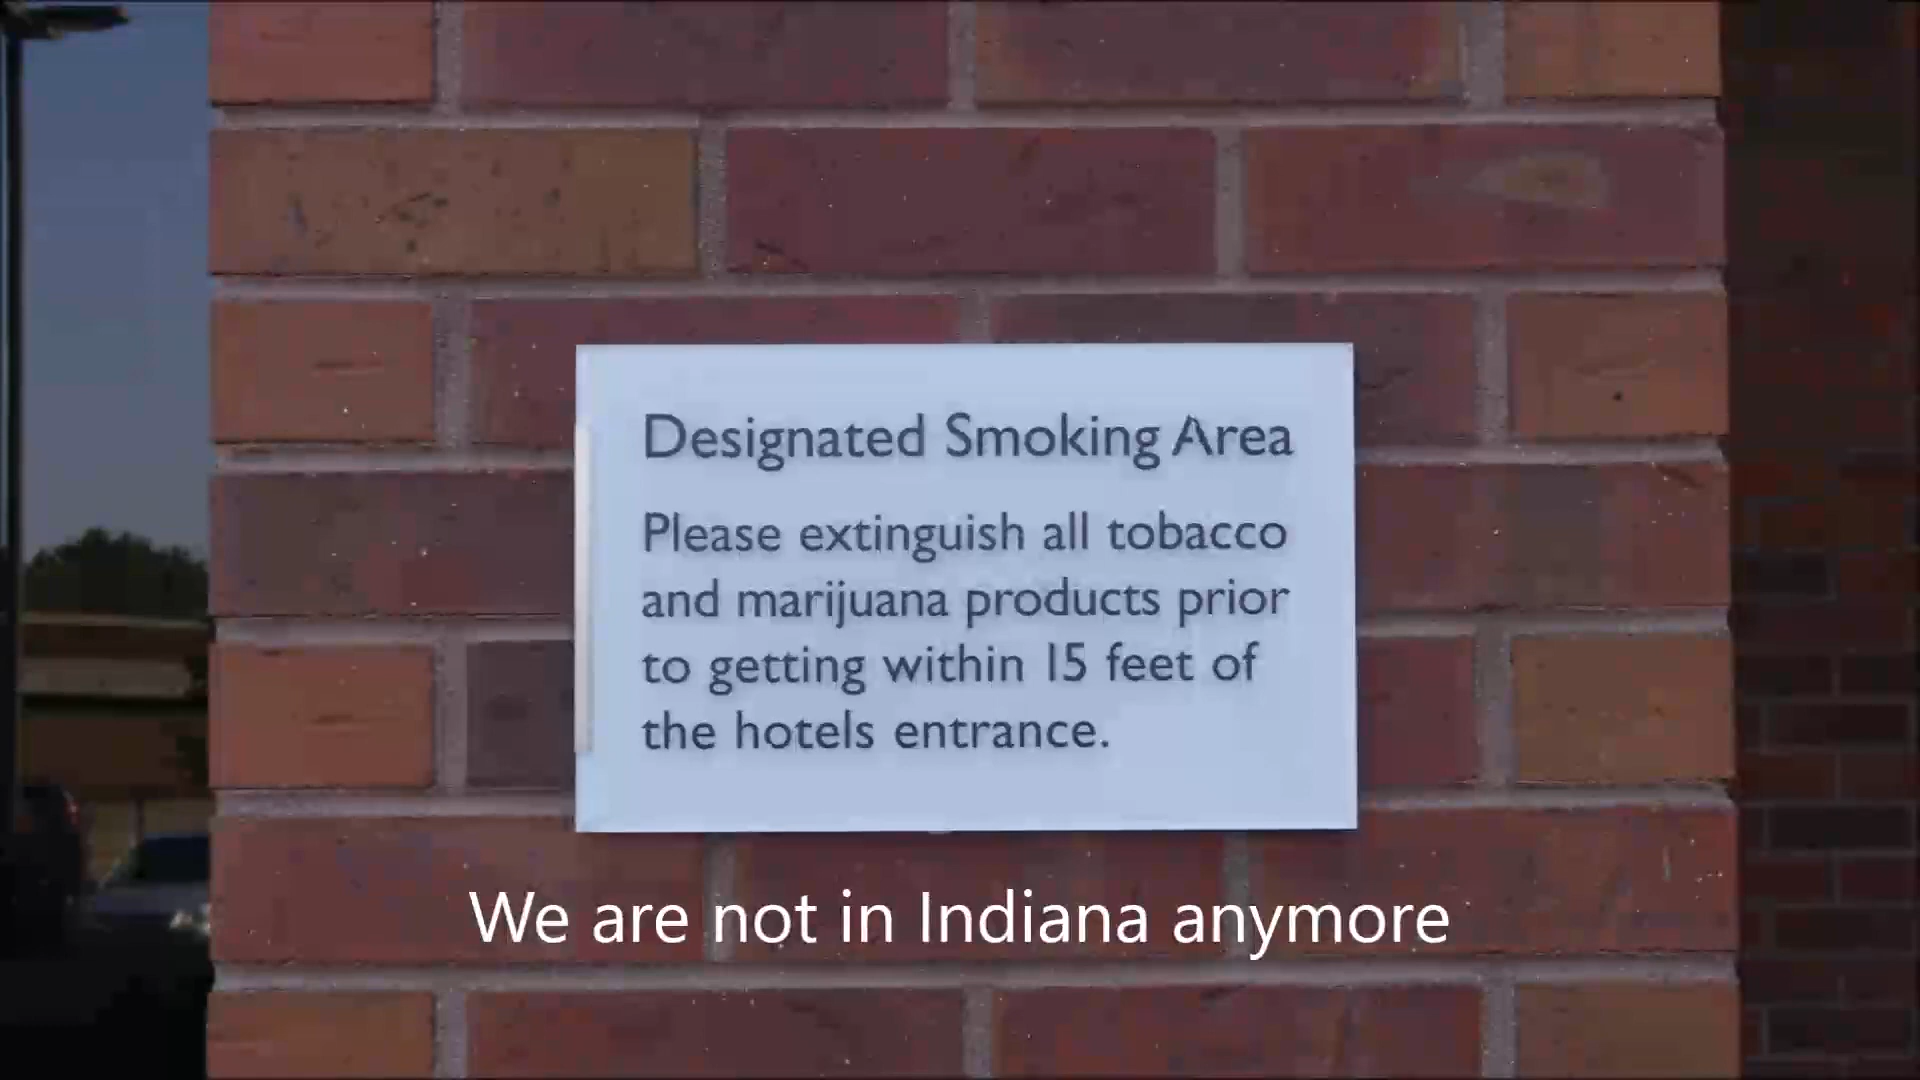 Designated Smoking Area
Please extinguish all tobacco
and marijuana products prior
to getting within 15 feet of
the hotels entrance.
We are not in Indiana anymore